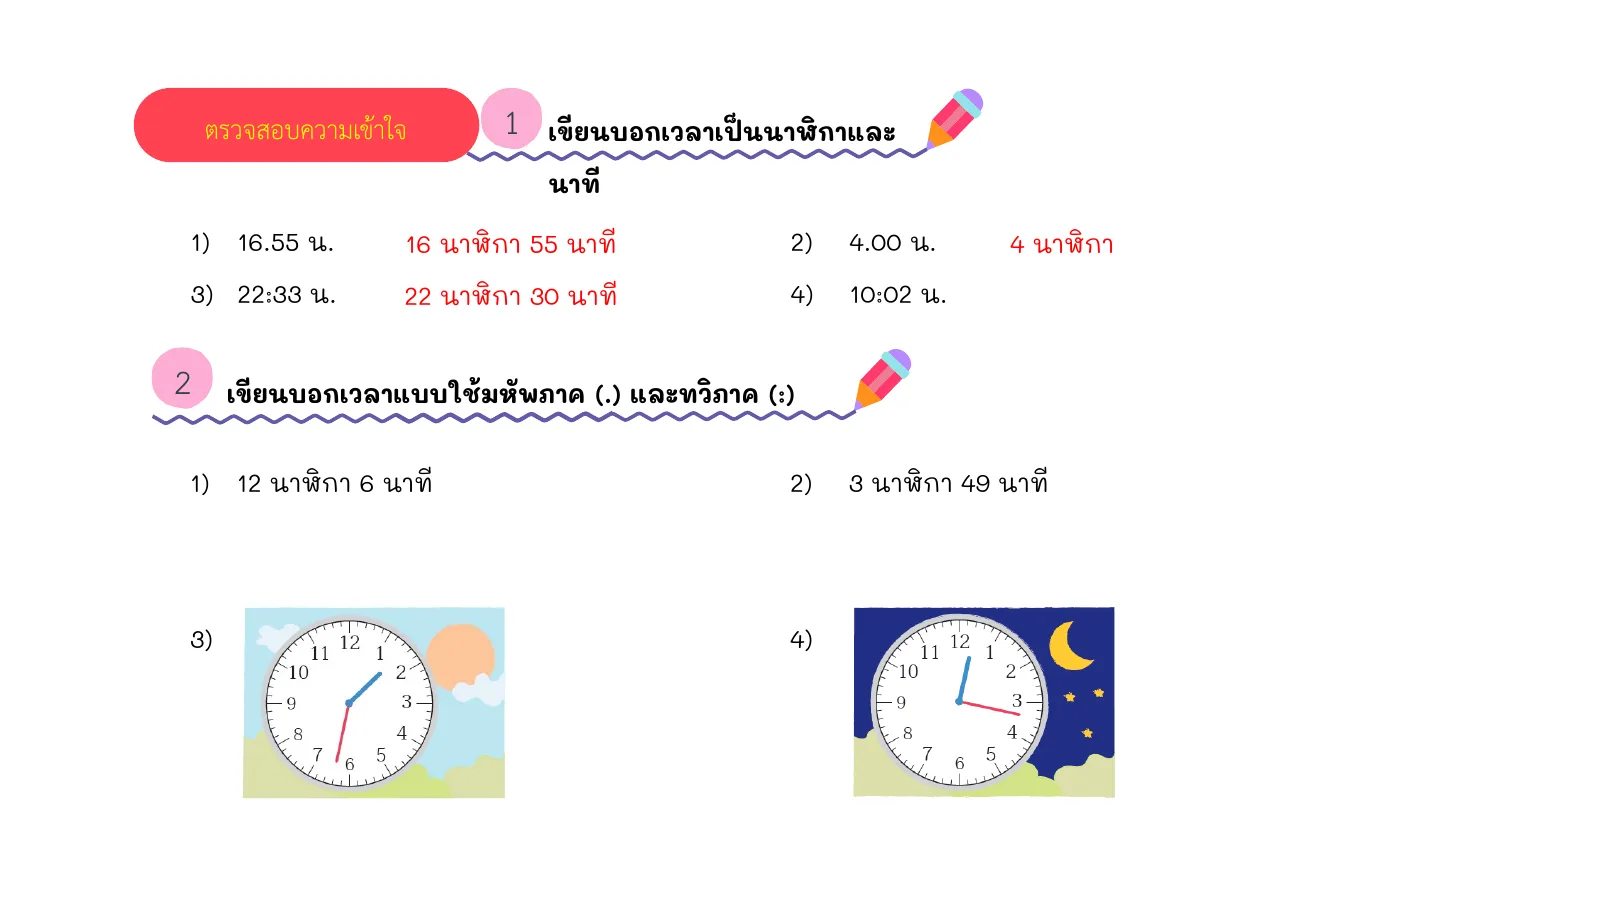 ตรวจสอบความเข้าใจ 1 เขียนบอกเวลาเป็นนาฬิกาและ
นาที
1) 16.55 น. 16 นาฬิกา 55 นาที 2) 4.00 น. 4 นาฬิกา
3) 22:33 น. 22 นาฬิกา 30 นาที 4) 10:02 น.
2 เขียนบอกเวลาแบบใช้มหัพภาค (.) และทวิภาค (:)
1) 12 นาฬิกา 6 นาที 2) 3 นาฬิกา 49 นาที
3) 4)
12 1 2 3 4 5 6 7 8 9 10 11
12 1 2 3 4 5 6 7 8 9 10 11